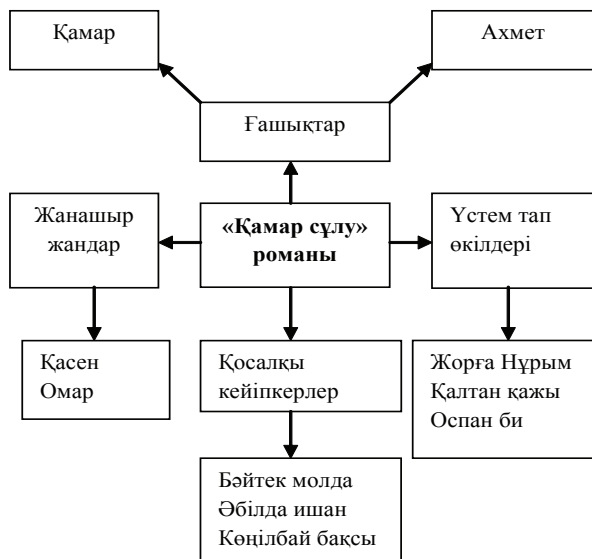 Қамар
Ахмет
Ғашықтар
Жанашыр
жандар
«Қамар сұлу»
романы
Үстем тап
өкілдері
Қасен
Омар
Қосалқы
кейіпкерлер
Жорға Нұрым
Қалтан қажы
Оспан би
Бәйтек молда
Әбілда ишан
Көңілбай бақсы